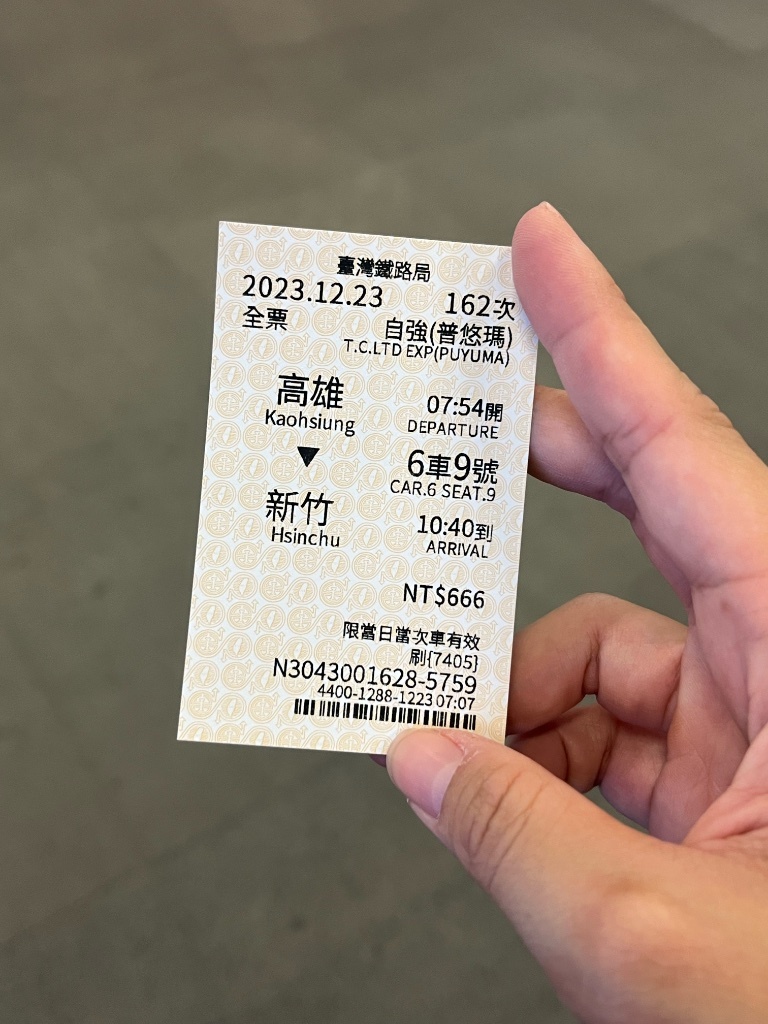 臺灣鐵路局
2023.12.23 162次
全票 自強(普悠瑪)
T.C.LTD EXP(PUYUMA)
高雄 07:54開
Kaohsiung DEPARTURE
▼ 6車9號
CAR.6 SEAT.9
新竹 10:40到
Hsinchu ARRIVAL
NT$666
限當日當次車有效
刷{7405}
N3043001628-5759
4400-1288-1223 07:07